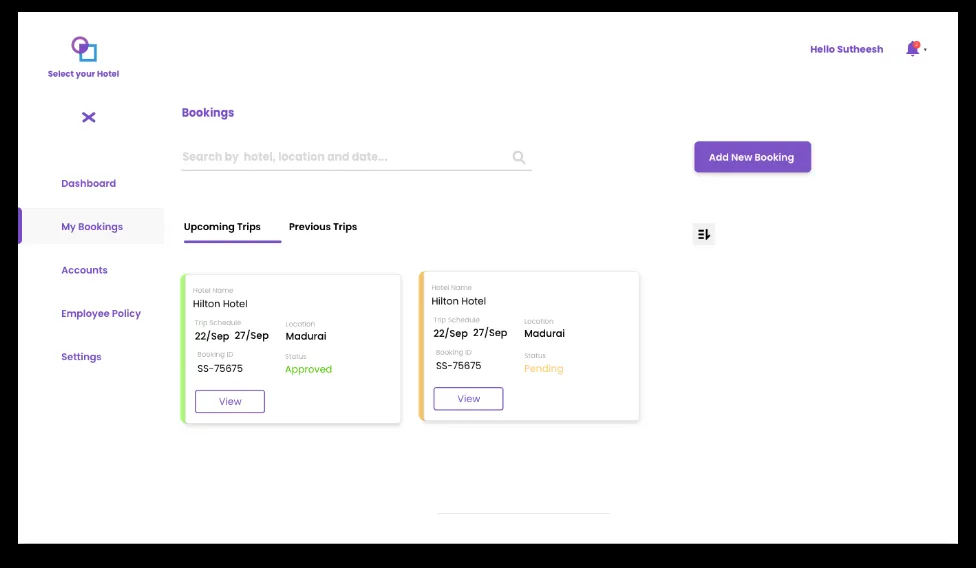 Select your Hotel
Hello Sutheesh
Bookings
Search by hotel, location and date...
Add New Booking
Dashboard
My Bookings
Accounts
Employee Policy
Settings
Upcoming Trips
Previous Trips
Hotel Name
Hilton Hotel
Trip Schedule
Location
22/Sep 27/Sep
Madurai
Booking ID
Status
SS-75675
Approved
View
Hotel Name
Hilton Hotel
Trip Schedule
Location
22/Sep 27/Sep
Madurai
Booking ID
Status
SS-75675
Pending
View